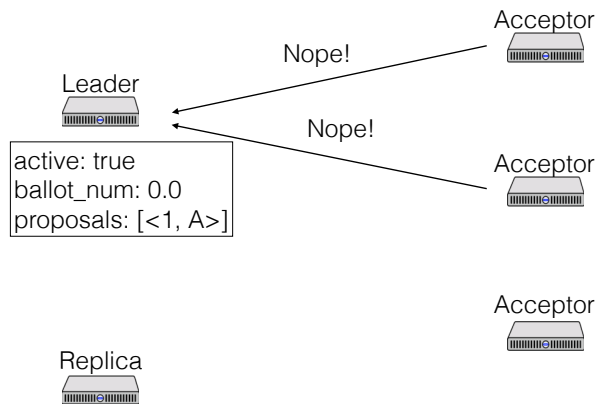 Acceptor
Nope!
Leader
Nope!
active: true
ballot_num: 0.0
proposals: [<1, A>]
Acceptor
Acceptor
Replica